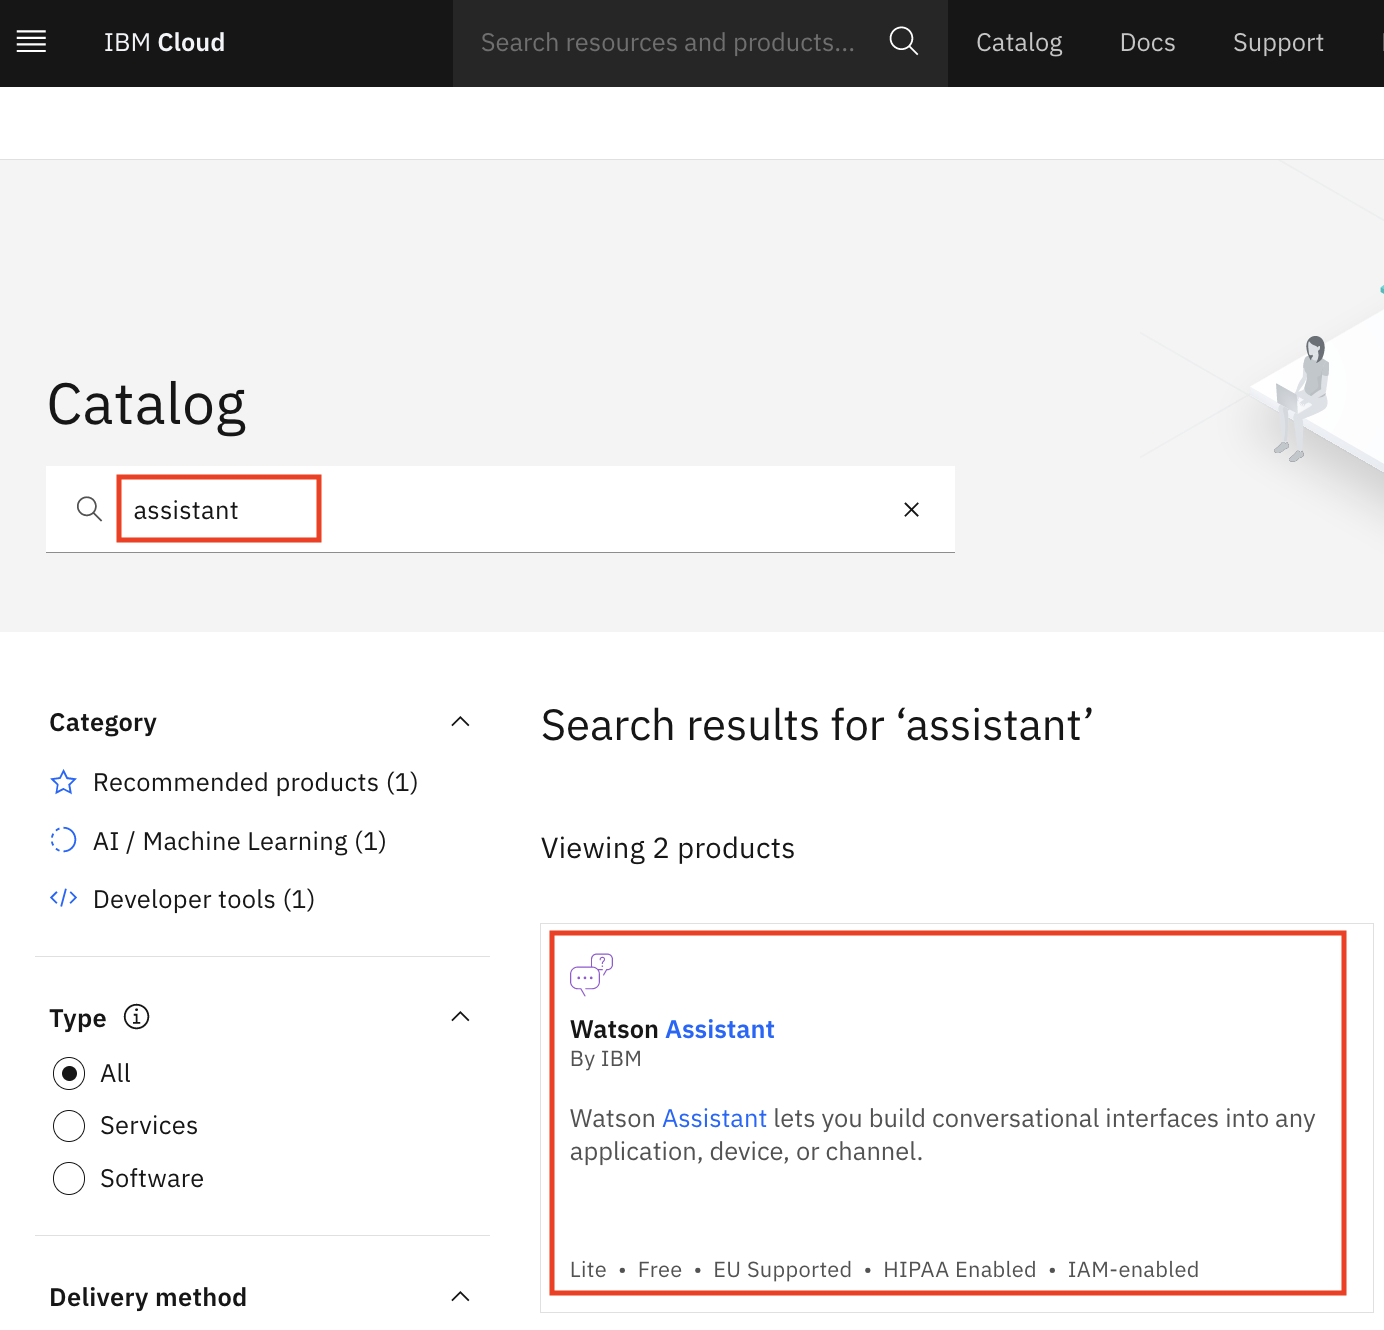 IBM Cloud
Search resources and products...
Catalog
Docs
Support
Catalog
assistant
Category
Recommended products (1)
AI / Machine Learning (1)
Developer tools (1)
Type
All
Services
Software
Delivery method
Search results for ‘assistant’
Viewing 2 products
Watson Assistant
By IBM
Watson Assistant lets you build conversational interfaces into any
application, device, or channel.
Lite • Free • EU Supported • HIPAA Enabled • IAM-enabled